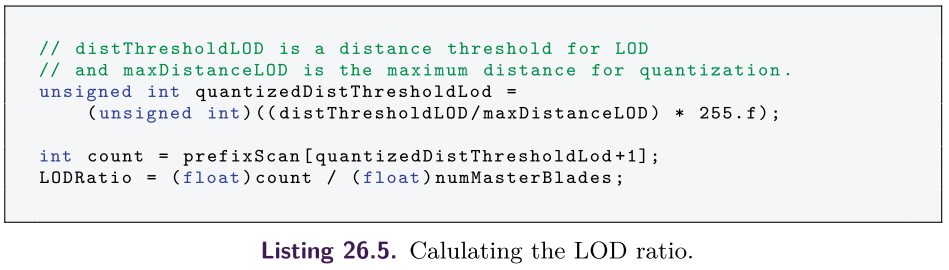 // distThresholdLOD is a distance threshold for LOD
// and maxDistanceLOD is the maximum distance for quantization.
unsigned int quantizedDistThresholdLod =
    (unsigned int)((distThresholdLOD/maxDistanceLOD) * 255.f);

int count = prefixScan[quantizedDistThresholdLod+1];
LODRatio = (float)count / (float)numMasterBlades;

Listing 26.5. Calulating the LOD ratio.